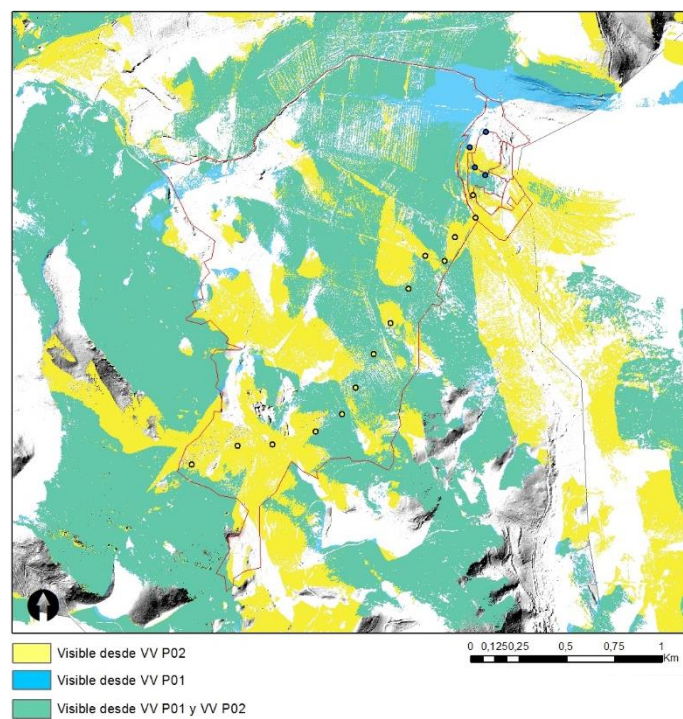 Visible desde VV P02
Visible desde VV P01
Visible desde VV P01 y VV P02
0 0,1250,25 0,5 0,75 1
Km